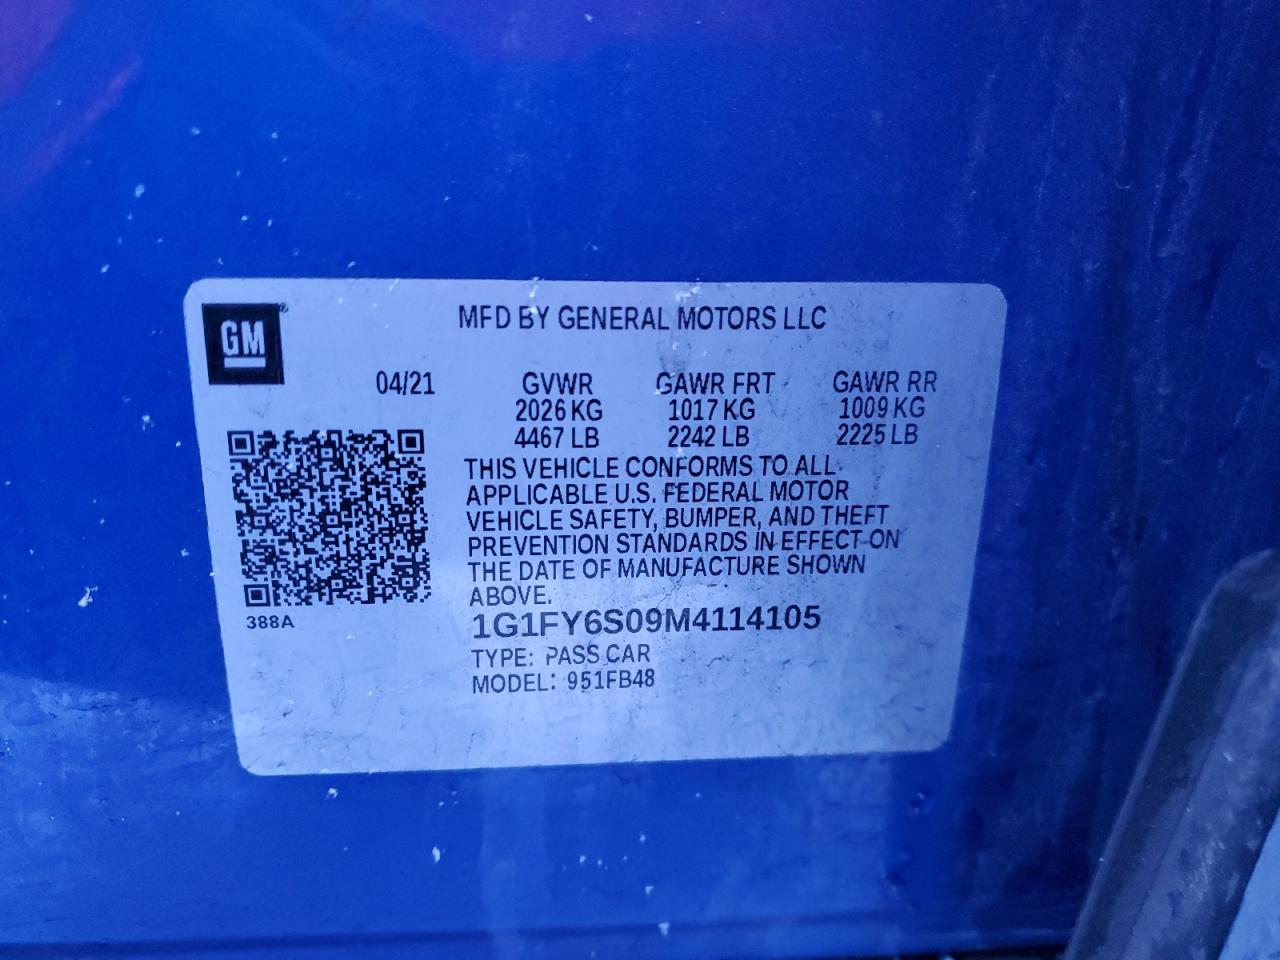 GM®
MFD BY GENERAL MOTORS LLC
04/21 GVWR GAWR FRT GAWR RR
2026 KG 1017 KG 1009 KG
4467 LB 2242 LB 2225 LB
THIS VEHICLE CONFORMS TO ALL
APPLICABLE U.S. FEDERAL MOTOR
VEHICLE SAFETY, BUMPER, AND THEFT
PREVENTION STANDARDS IN EFFECT ON
THE DATE OF MANUFACTURE SHOWN
ABOVE.
388A
1G1FY6S09M4114105
TYPE: PASS CAR
MODEL: 951FB48